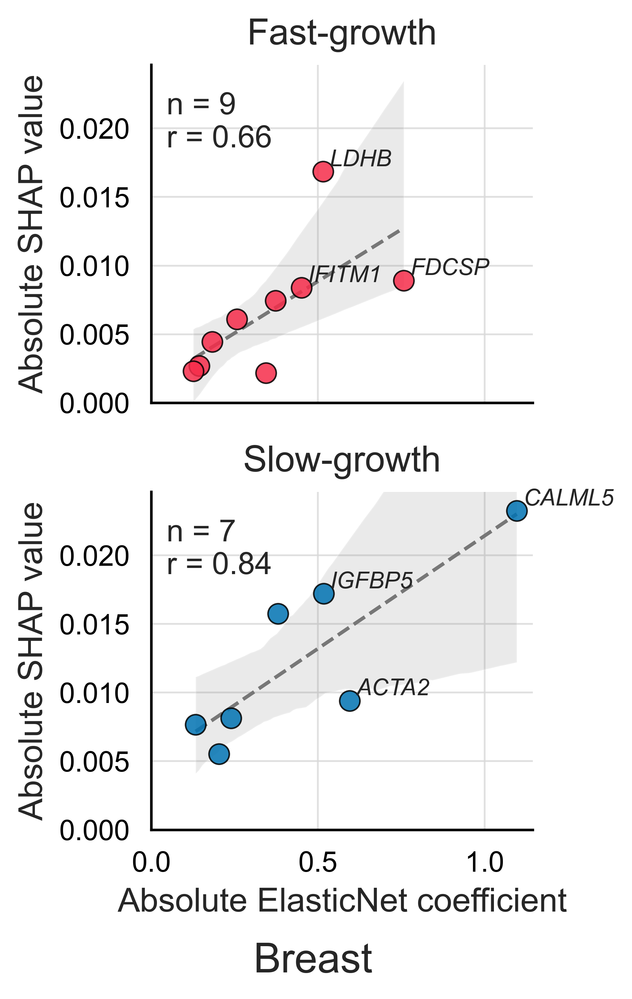 Fast-growth
Absolute SHAP value
n = 9
r = 0.66
0.020
0.015
0.010
0.005
0.000
LDHB
IFITM1
FDCSP
Slow-growth
Absolute SHAP value
n = 7
r = 0.84
0.020
0.015
0.010
0.005
0.000
CALML5
IGFBP5
ACTA2
0.0 0.5 1.0
Absolute ElasticNet coefficient
Breast